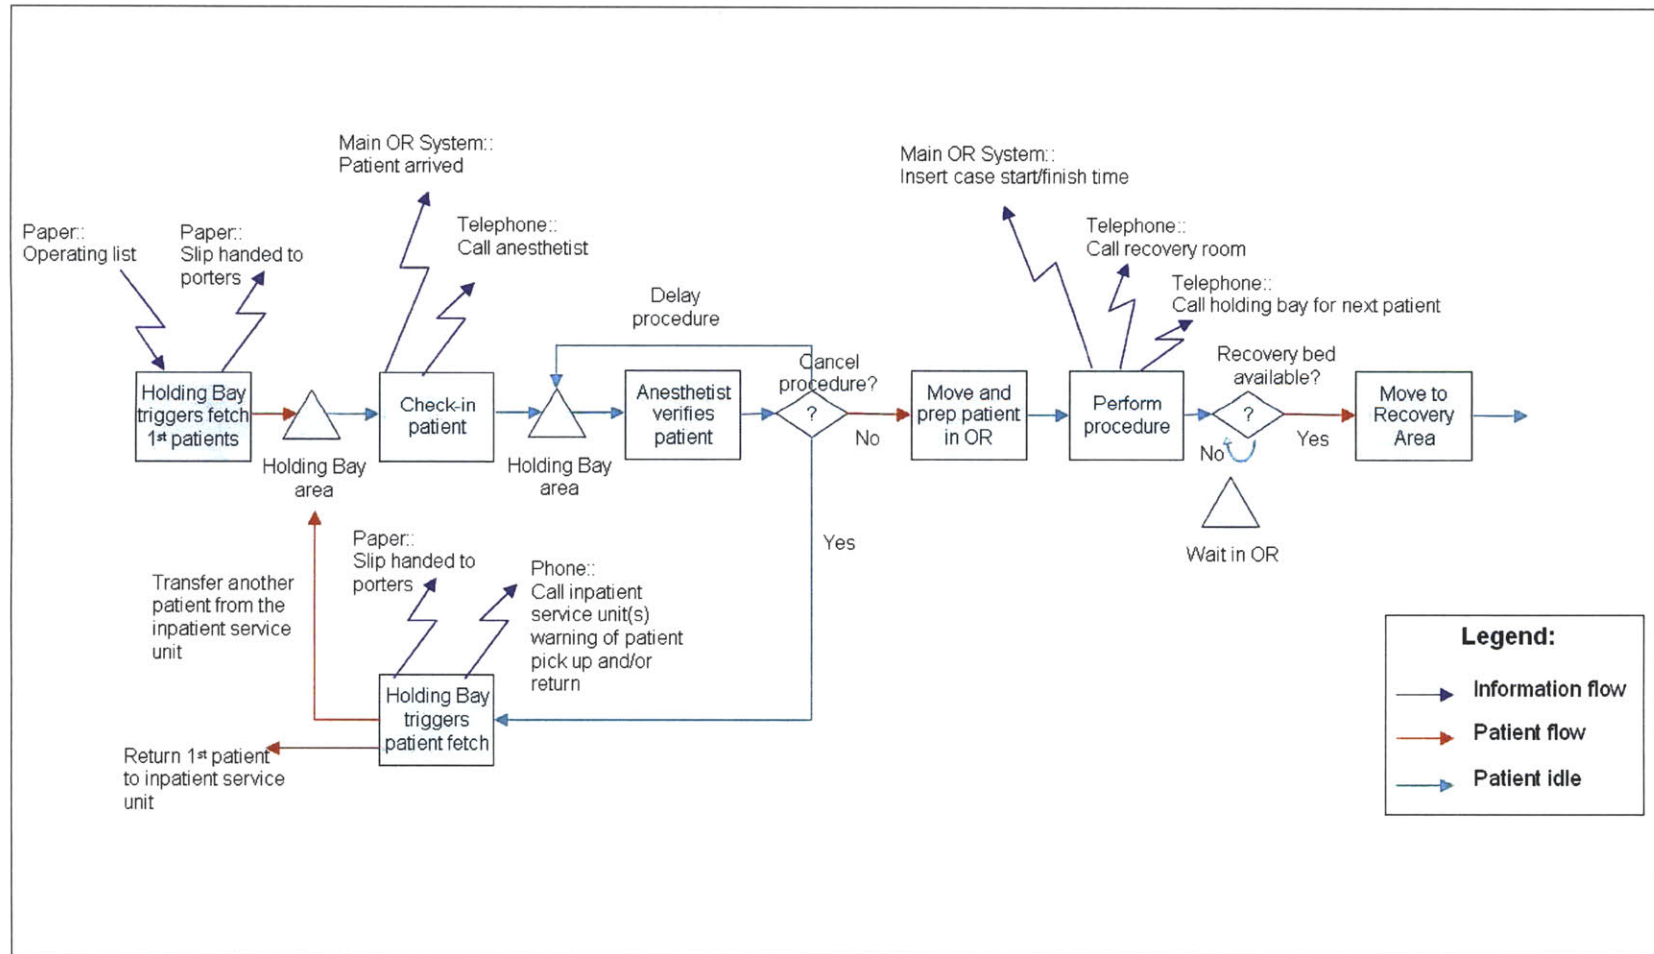 Main OR System::
Patient arrived
Main OR System::
Insert case start/finish time
Paper::
Operating list
Paper::
Slip handed to
porters
Telephone::
Call anesthetist
Telephone::
Call recovery room
Telephone::
Call holding bay for next patient
Delay
procedure
Holding Bay
triggers fetch
1st patients
Holding Bay
area
Check-in
patient
Holding Bay
area
Anesthetist
verifies
patient
Cancel
procedure?
?
No
Yes
Move and
prep patient
in OR
Perform
procedure
Recovery bed
available?
?
No
Yes
Wait in OR
Move to
Recovery
Area
Transfer another
patient from the
inpatient service
unit
Paper::
Slip handed to
porters
Phone::
Call inpatient
service unit(s)
warning of patient
pick up and/or
return
Holding Bay
triggers
patient fetch
Return 1st patient
to inpatient service
unit
Legend:
Information flow
Patient flow
Patient idle